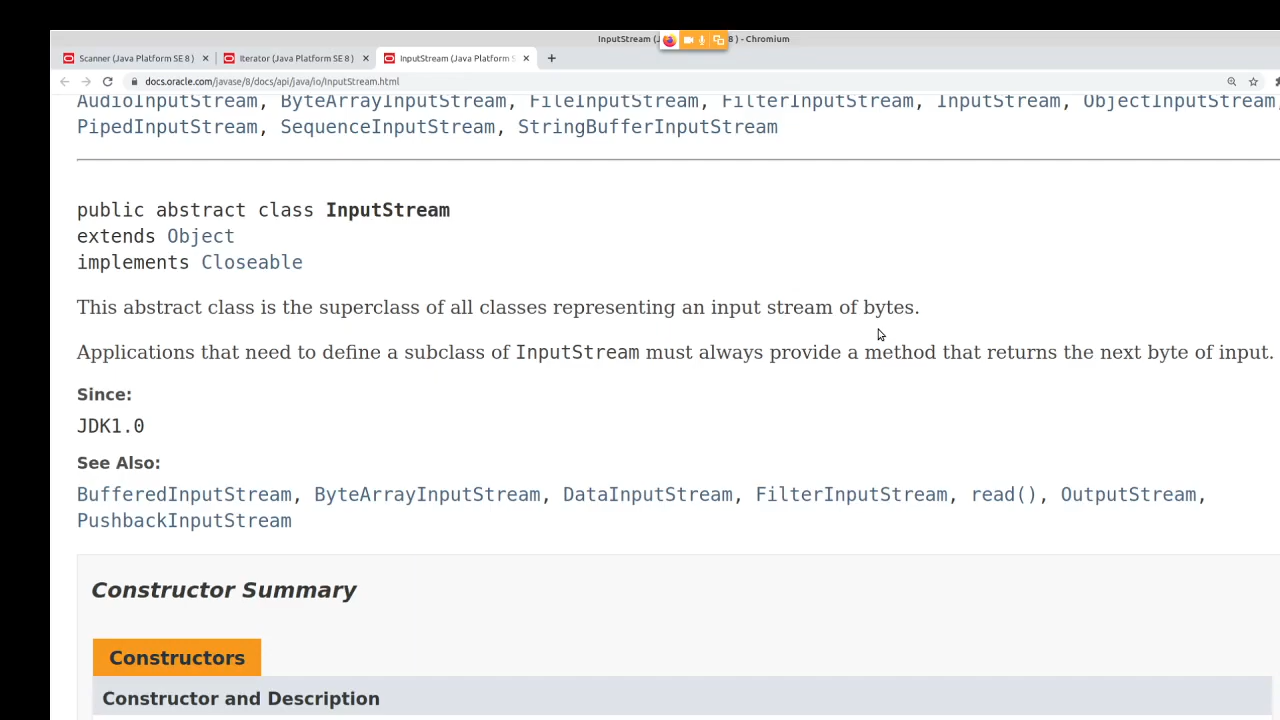 InputStream (J 8 ) - Chromium
Scanner (Java Platform SE 8 ) Iterator (Java Platform SE 8 ) InputStream (Java Platform S
docs.oracle.com/javase/8/docs/api/java/io/InputStream.html
AudioInputStream, ByteArrayInputStream, FileInputStream, FilterInputStream, InputStream, ObjectInputStream,
PipedInputStream, SequenceInputStream, StringBufferInputStream
public abstract class InputStream
extends Object
implements Closeable
This abstract class is the superclass of all classes representing an input stream of bytes.
Applications that need to define a subclass of InputStream must always provide a method that returns the next byte of input.
Since:
JDK1.0
See Also:
BufferedInputStream, ByteArrayInputStream, DataInputStream, FilterInputStream, read(), OutputStream,
PushbackInputStream
Constructor Summary
Constructors
Constructor and Description